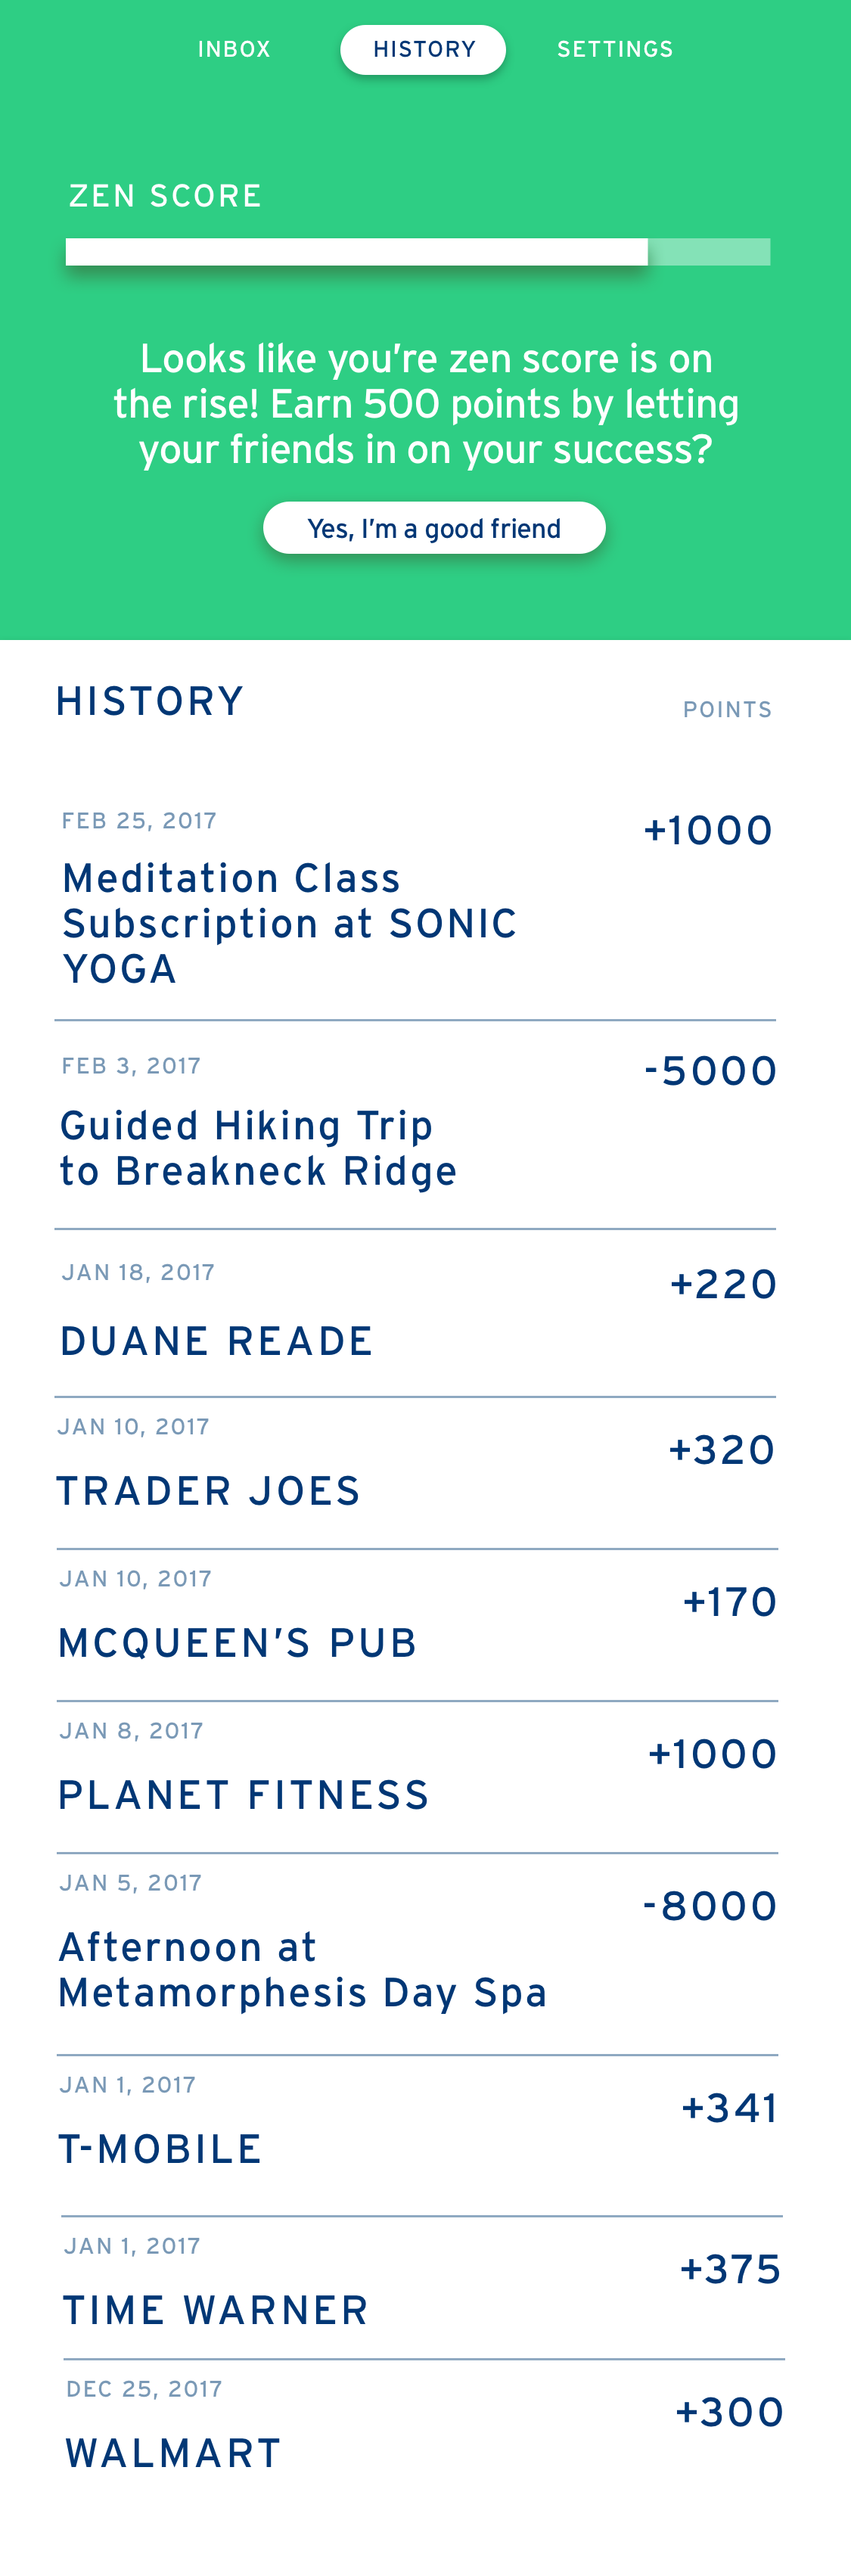 INBOX HISTORY SETTINGS
ZEN SCORE
Looks like you’re zen score is on
the rise! Earn 500 points by letting
your friends in on your success?
Yes, I’m a good friend
HISTORY POINTS
FEB 25, 2017 +1000
Meditation Class
Subscription at SONIC
YOGA
FEB 3, 2017 -5000
Guided Hiking Trip
to Breakneck Ridge
JAN 18, 2017 +220
DUANE READE
JAN 10, 2017 +320
TRADER JOES
JAN 10, 2017 +170
MCQUEEN’S PUB
JAN 8, 2017 +1000
PLANET FITNESS
JAN 5, 2017 -8000
Afternoon at
Metamorphesis Day Spa
JAN 1, 2017 +341
T-MOBILE
JAN 1, 2017 +375
TIME WARNER
DEC 25, 2017 +300
WALMART